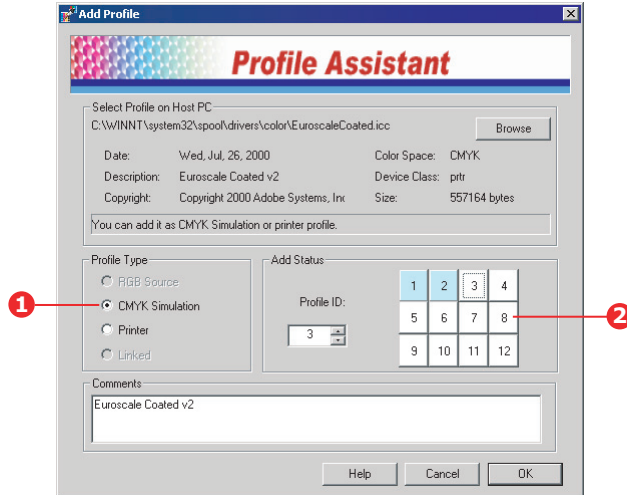 Add Profile
Profile Assistant
Select Profile on Host PC
C:\WINNT\system32\spool\drivers\color\EuroscaleCoated.icc
Browse
Date: Wed, Jul, 26, 2000 Color Space: CMYK
Description: Euroscale Coated v2 Device Class: prtr
Copyright: Copyright 2000 Adobe Systems, Inc Size: 557164 bytes
You can add it as CMYK Simulation or printer profile.
Profile Type
RGB Source
1
CMYK Simulation
Printer
Linked
Add Status
Profile ID:
3
1 2 3 4
5 6 7 8
9 10 11 12
2
Comments
Euroscale Coated v2
Help Cancel OK